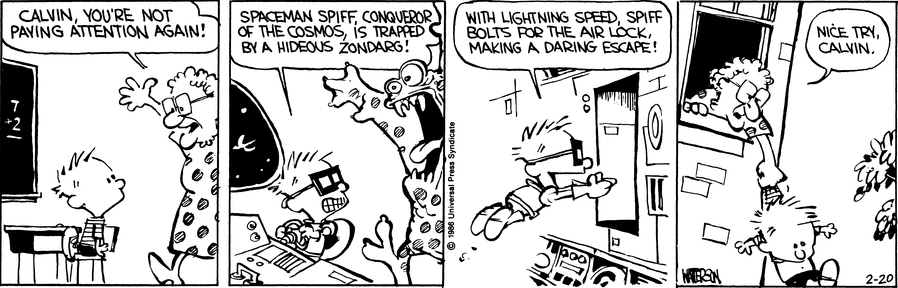 CALVIN, YOU'RE NOT
PAYING ATTENTION AGAIN!
7
+2
SPACEMAN SPIFF, CONQUEROR
OF THE COSMOS, IS TRAPPED
BY A HIDEOUS ZONDARG!
© 1986 Universal Press Syndicate
WITH LIGHTNING SPEED, SPIFF
BOLTS FOR THE AIR LOCK,
MAKING A DARING ESCAPE!
NICE TRY,
CALVIN.
WATTERSON
2-20